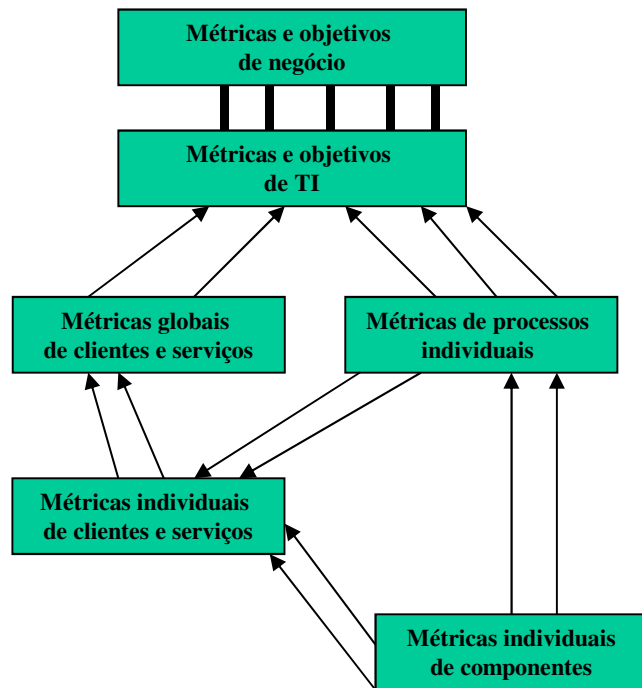 Métricas e objetivos
de negócio
Métricas e objetivos
de TI
Métricas globais
de clientes e serviços
Métricas de processos
individuais
Métricas individuais
de clientes e serviços
Métricas individuais
de componentes